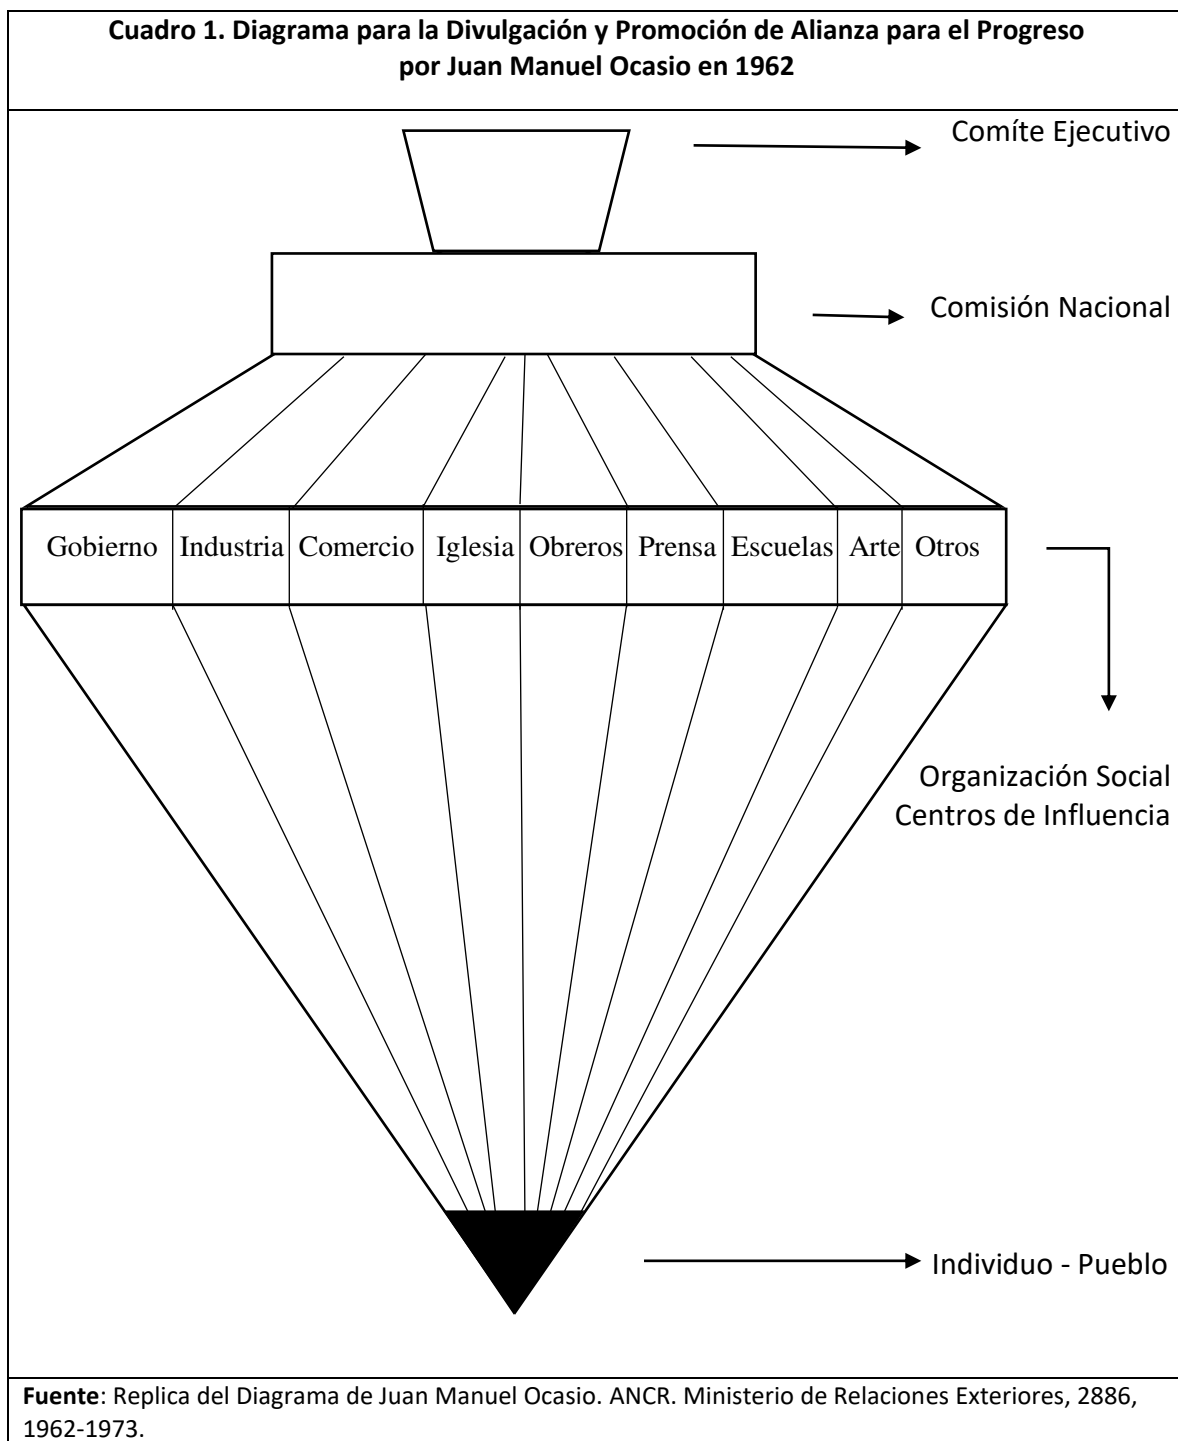 Cuadro 1. Diagrama para la Divulgación y Promoción de Alianza para el Progreso
por Juan Manuel Ocasio en 1962
Comíte Ejecutivo
Comisión Nacional
Gobierno Industria Comercio Iglesia Obreros Prensa Escuelas Arte Otros
Organización Social
Centros de Influencia
Individuo - Pueblo
Fuente: Replica del Diagrama de Juan Manuel Ocasio. ANCR. Ministerio de Relaciones Exteriores, 2886,
1962-1973.